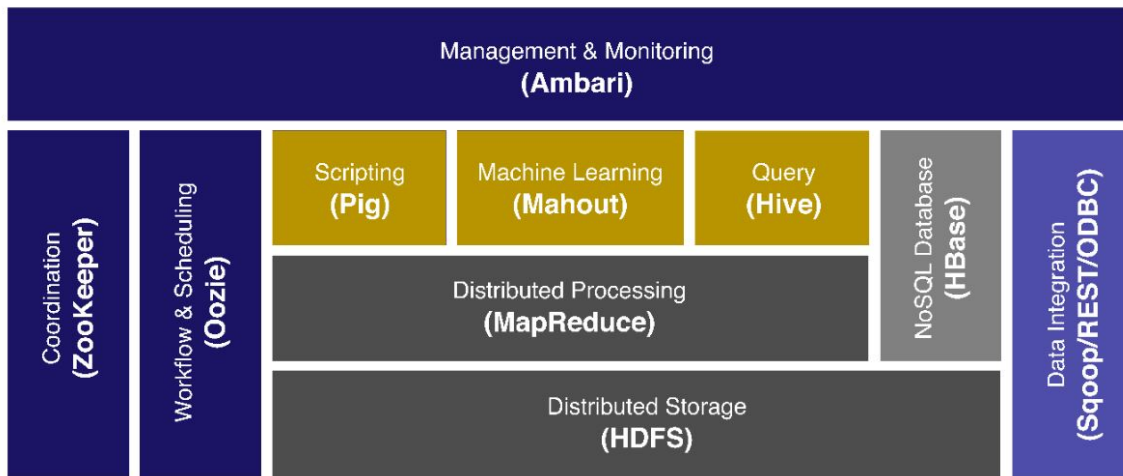 Management & Monitoring
(Ambari)
Coordination
(ZooKeeper)
Workflow & Scheduling
(Oozie)
Scripting
(Pig)
Machine Learning
(Mahout)
Query
(Hive)
Distributed Processing
(MapReduce)
NoSQL Database
(HBase)
Distributed Storage
(HDFS)
Data Integration
(Sqoop/REST/ODBC)